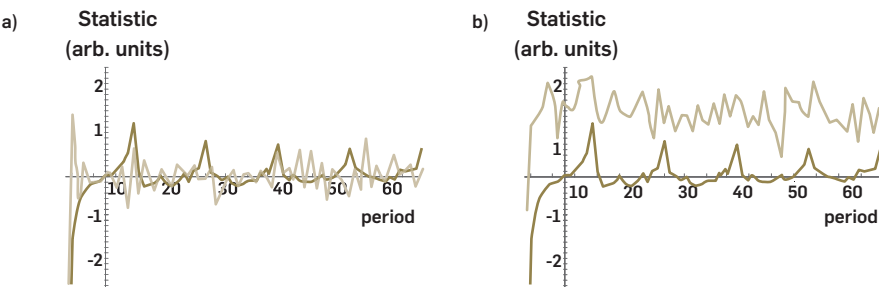 a)
Statistic
(arb. units)
2
1
-1
-2
10 20 30 40 50 60
period
b)
Statistic
(arb. units)
2
1
-1
-2
10 20 30 40 50 60
period